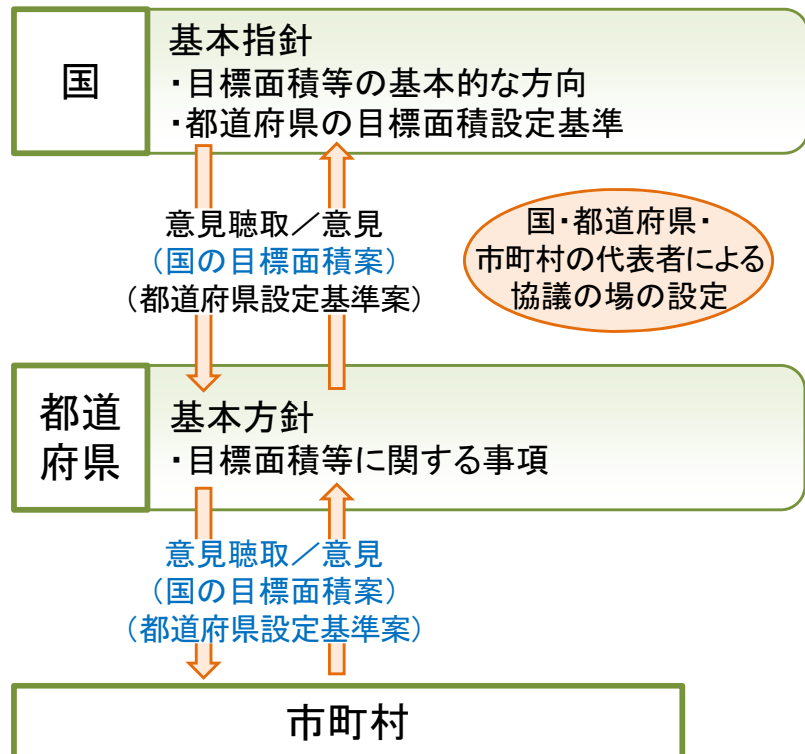 国
基本指針
・目標面積等の基本的な方向
・都道府県の目標面積設定基準
意見聴取／意見
（国の目標面積案）
（都道府県設定基準案）
国・都道府県・
市町村の代表者による
協議の場の設定
都道
府県
基本方針
・目標面積等に関する事項
意見聴取／意見
（国の目標面積案）
（都道府県設定基準案）
市町村